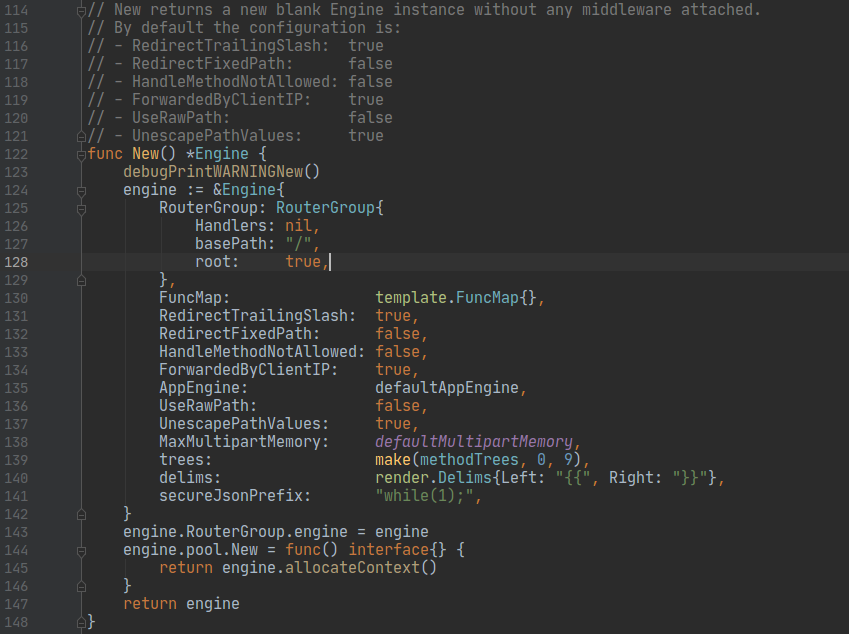 114 // New returns a new blank Engine instance without any middleware attached.
115 // By default the configuration is:
116 // - RedirectTrailingSlash:  true
117 // - RedirectFixedPath:      false
118 // - HandleMethodNotAllowed: false
119 // - ForwardedByClientIP:    true
120 // - UseRawPath:             false
121 // - UnescapePathValues:     true
122 func New() *Engine {
123     debugPrintWARNINGNew()
124     engine := &Engine{
125         RouterGroup: RouterGroup{
126             Handlers: nil,
127             basePath: "/",
128             root:     true,
129         },
130         FuncMap:                template.FuncMap{},
131         RedirectTrailingSlash:  true,
132         RedirectFixedPath:      false,
133         HandleMethodNotAllowed: false,
134         ForwardedByClientIP:    true,
135         AppEngine:              defaultAppEngine,
136         UseRawPath:             false,
137         UnescapePathValues:     true,
138         MaxMultipartMemory:     defaultMultipartMemory,
139         trees:                  make(methodTrees, 0, 9),
140         delims:                 render.Delims{Left: "{{", Right: "}}"},
141         secureJsonPrefix:       "while(1);",
142     }
143     engine.RouterGroup.engine = engine
144     engine.pool.New = func() interface{} {
145         return engine.allocateContext()
146     }
147     return engine
148 }